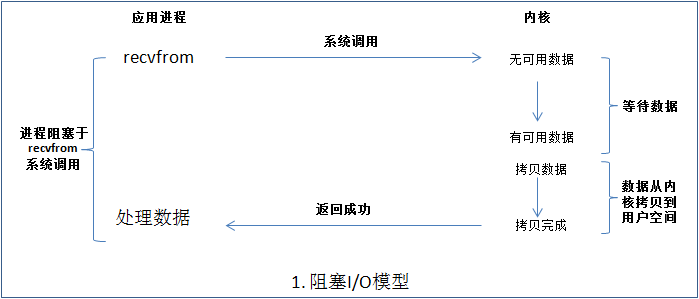 应用进程
内核
recvfrom
系统调用
无可用数据
等待数据
有可用数据
进程阻塞于
recvfrom
系统调用
拷贝数据
数据从内
核拷贝到
用户空间
处理数据
返回成功
拷贝完成
1. 阻塞I/O模型